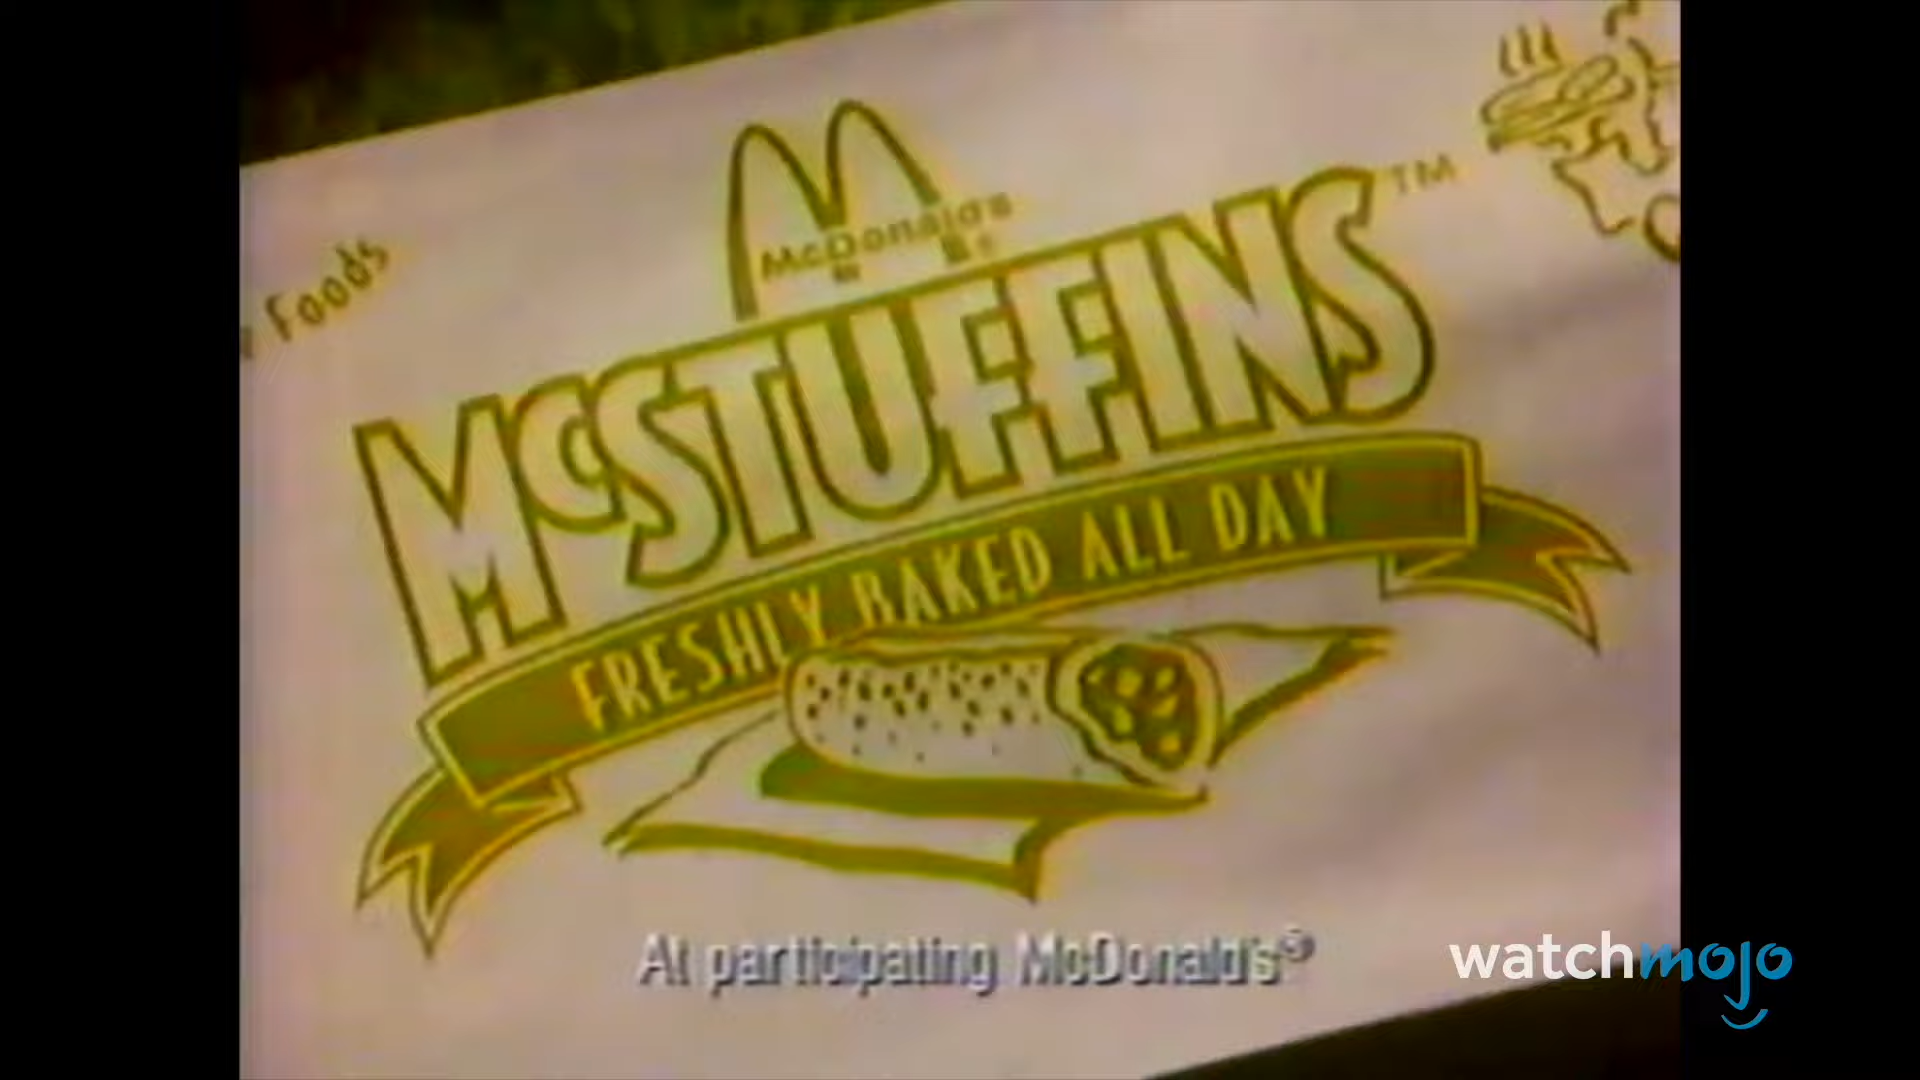 Foods
McDonald's
McSTUFFINS™
FRESHLY BAKED ALL DAY
At participating McDonald's®
watchmojo